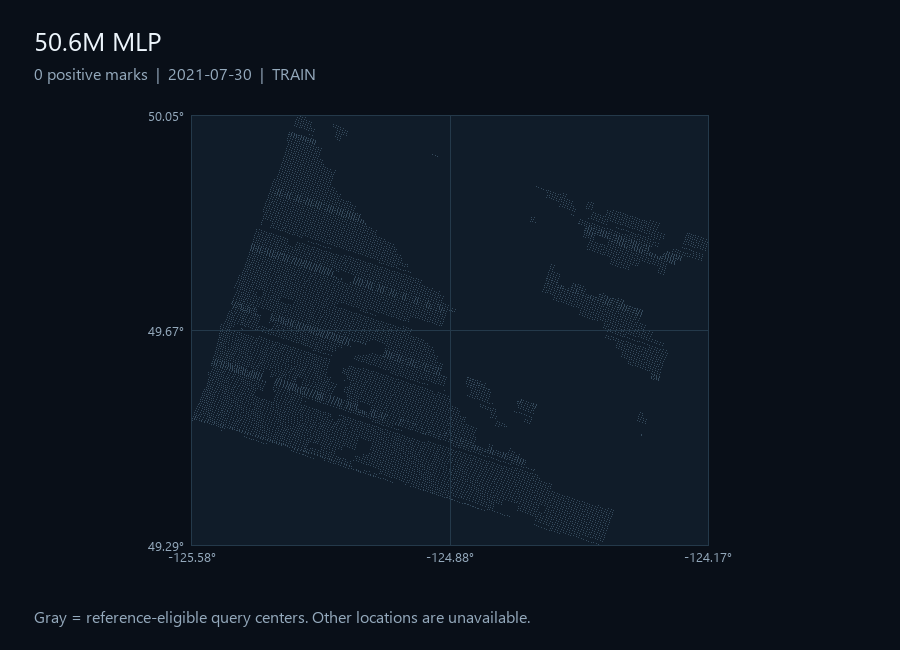 50.6M MLP
0 positive marks | 2021-07-30 | TRAIN
50.05°
49.67°
49.29°
-125.58°
-124.88°
-124.17°
Gray = reference-eligible query centers. Other locations are unavailable.